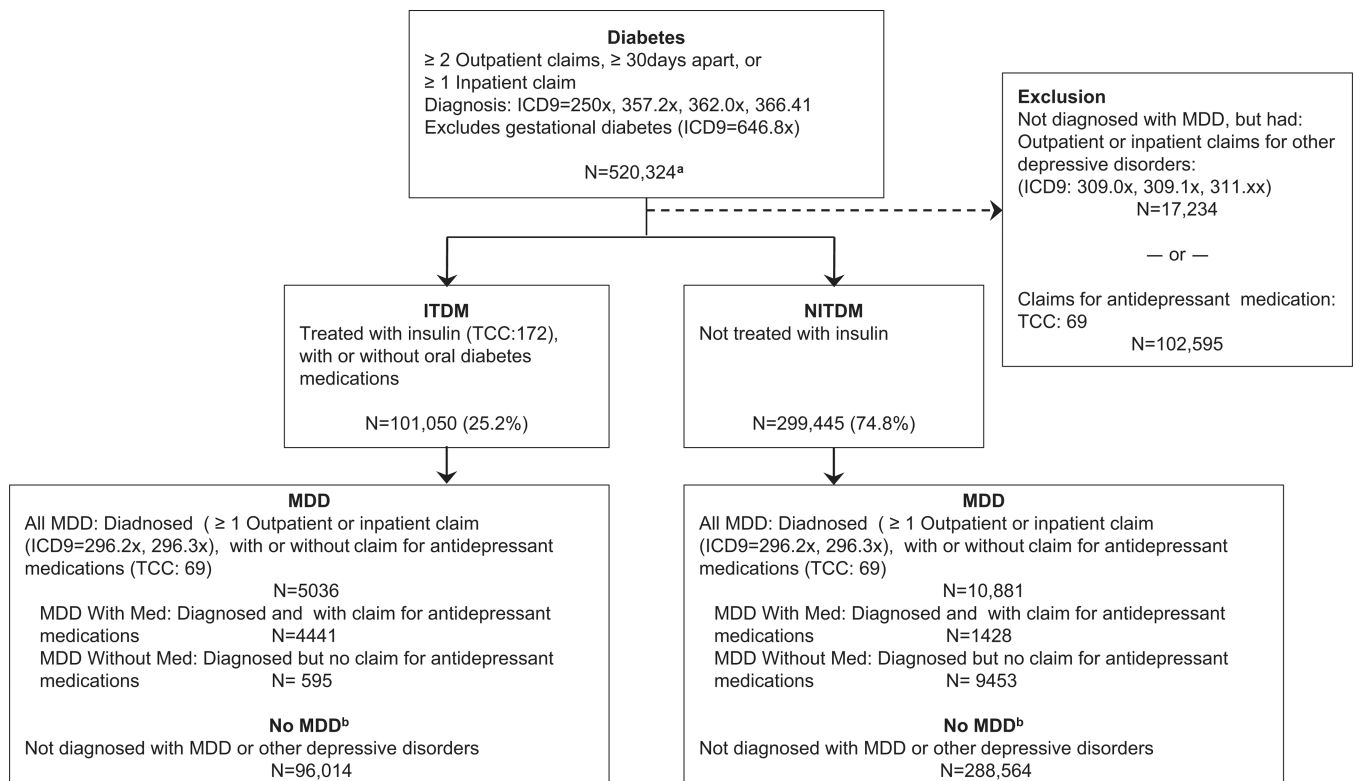 Diabetes
≥ 2 Outpatient claims, ≥ 30days apart, or
≥ 1 Inpatient claim
Diagnosis: ICD9=250x, 357.2x, 362.0x, 366.41
Excludes gestational diabetes (ICD9=646.8x)
N=520,324ᵃ
Exclusion
Not diagnosed with MDD, but had:
Outpatient or inpatient claims for other
depressive disorders:
(ICD9: 309.0x, 309.1x, 311.xx)
N=17,234
— or —
Claims for antidepressant medication:
TCC: 69
N=102,595
ITDM
Treated with insulin (TCC:172),
with or without oral diabetes
medications
N=101,050 (25.2%)
NITDM
Not treated with insulin
N=299,445 (74.8%)
MDD
All MDD: Diadnosed ( ≥ 1 Outpatient or inpatient claim
(ICD9=296.2x, 296.3x), with or without claim for antidepressant
medications (TCC: 69)
N=5036
MDD With Med: Diagnosed and with claim for antidepressant
medications N=4441
MDD Without Med: Diagnosed but no claim for antidepressant
medications N= 595
No MDDᵇ
Not diagnosed with MDD or other depressive disorders
N=96,014
MDD
All MDD: Diadnosed ( ≥ 1 Outpatient or inpatient claim
(ICD9=296.2x, 296.3x), with or without claim for antidepressant
medications (TCC: 69)
N=10,881
MDD With Med: Diagnosed and with claim for antidepressant
medications N=1428
MDD Without Med: Diagnosed but no claim for antidepressant
medications N= 9453
No MDDᵇ
Not diagnosed with MDD or other depressive disorders
N=288,564